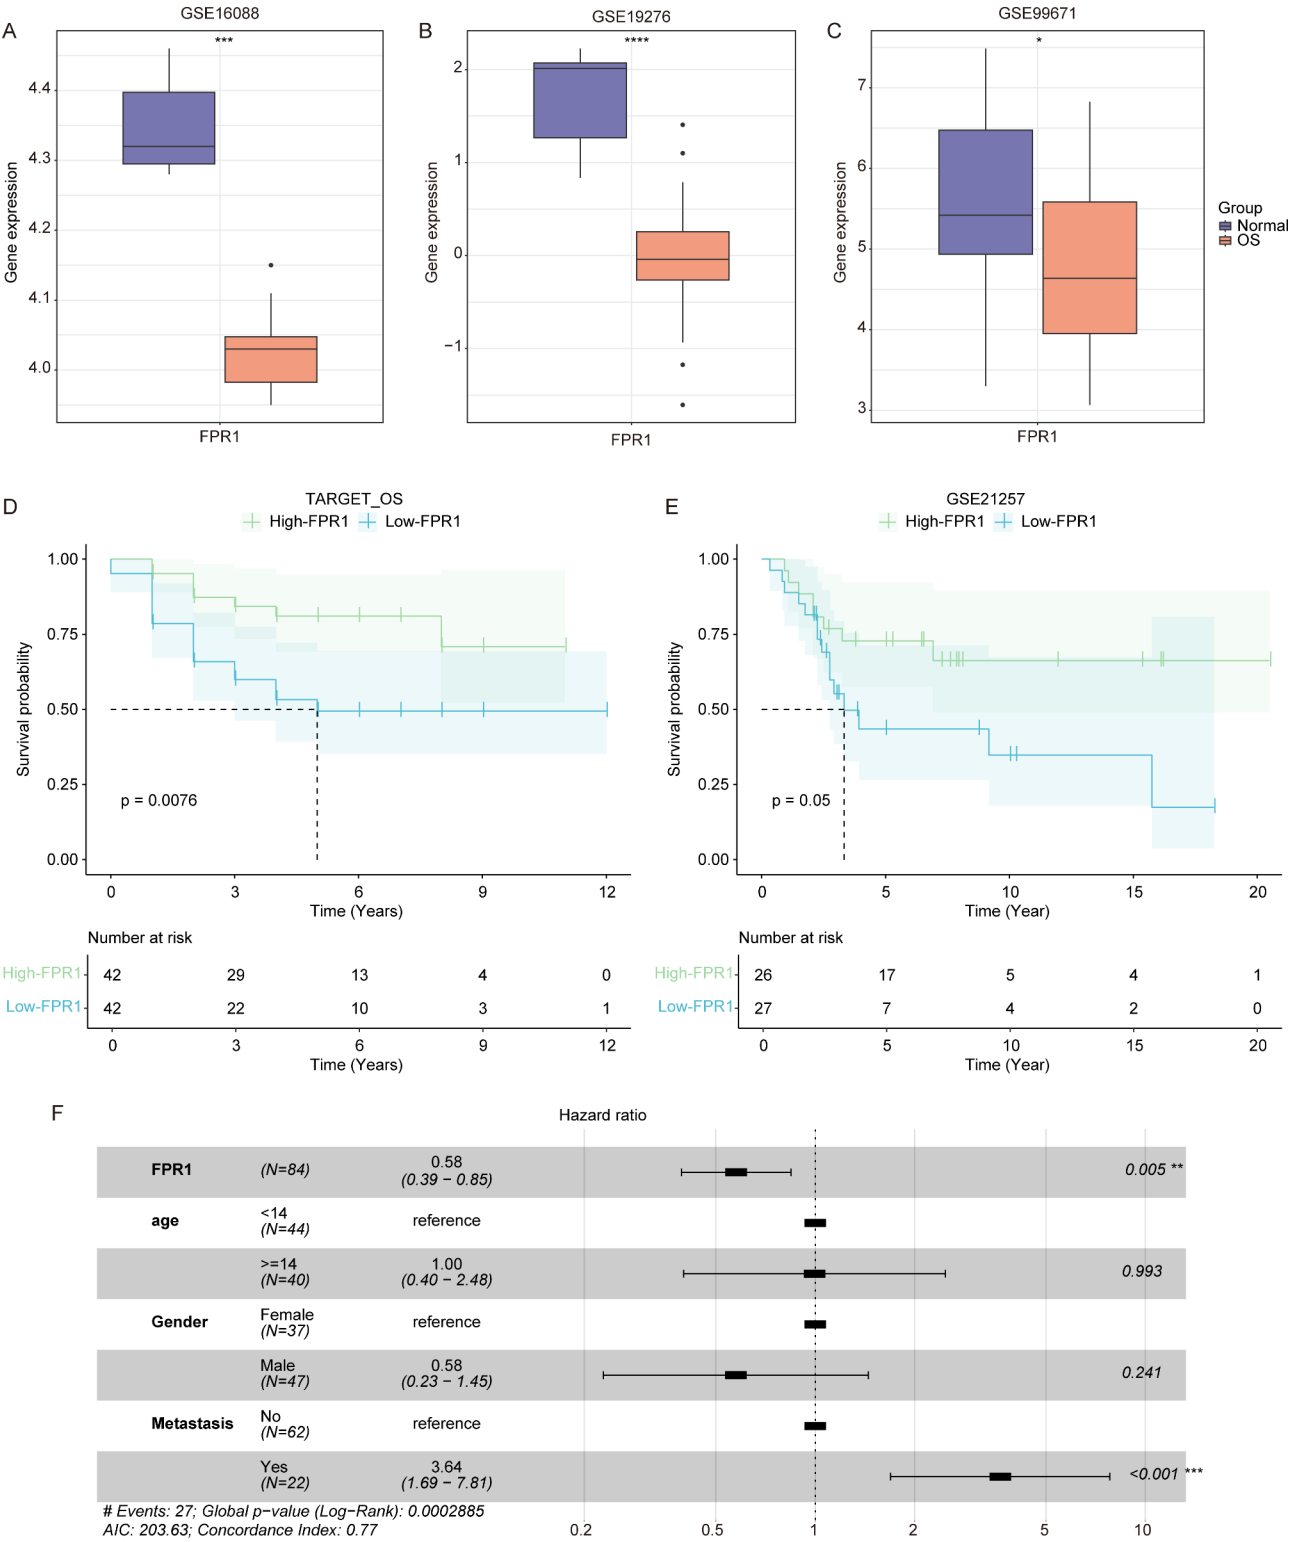 A
GSE16088
***
4.4
4.3
4.2
4.1
4.0
Gene expression
FPR1
B
GSE19276
****
2
1
0
−1
Gene expression
FPR1
C
GSE99671
*
7
6
5
4
3
Gene expression
FPR1
Group
Normal
OS
D
TARGET_OS
High-FPR1 Low-FPR1
1.00
0.75
0.50
0.25
0.00
Survival probability
p = 0.0076
0 3 6 9 12
Time (Years)
Number at risk
High-FPR1 42 29 13 4 0
Low-FPR1 42 22 10 3 1
0 3 6 9 12
Time (Years)
E
GSE21257
High-FPR1 Low-FPR1
1.00
0.75
0.50
0.25
0.00
Survival probability
p = 0.05
0 5 10 15 20
Time (Year)
Number at risk
High-FPR1 26 17 5 4 1
Low-FPR1 27 7 4 2 0
0 5 10 15 20
Time (Year)
F
Hazard ratio
FPR1 (N=84) 0.58 (0.39 − 0.85) 0.005 **
age <14 (N=44) reference
>=14 (N=40) 1.00 (0.40 − 2.48) 0.993
Gender Female (N=37) reference
Male (N=47) 0.58 (0.23 − 1.45) 0.241
Metastasis No (N=62) reference
Yes (N=22) 3.64 (1.69 − 7.81) <0.001 ***
# Events: 27; Global p−value (Log−Rank): 0.0002885
AIC: 203.63; Concordance Index: 0.77
0.2 0.5 1 2 5 10